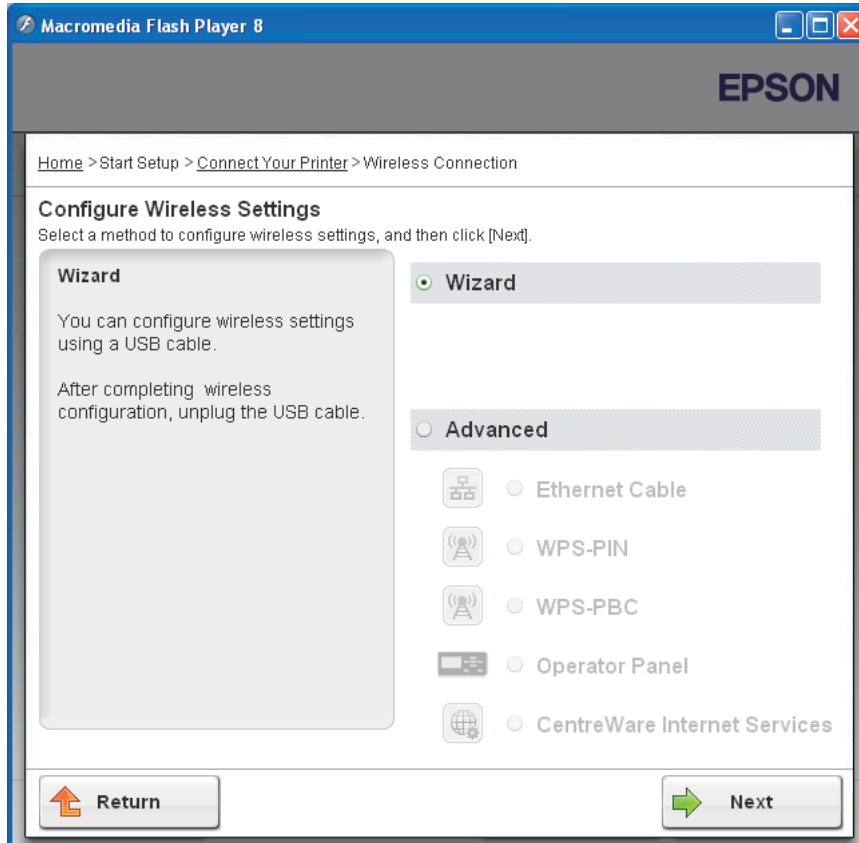 Macromedia Flash Player 8
EPSON
Home > Start Setup > Connect Your Printer > Wireless Connection
Configure Wireless Settings
Select a method to configure wireless settings, and then click [Next].
Wizard
You can configure wireless settings
using a USB cable.
After completing wireless
configuration, unplug the USB cable.
Wizard
Advanced
Ethernet Cable
WPS-PIN
WPS-PBC
Operator Panel
CentreWare Internet Services
Return
Next